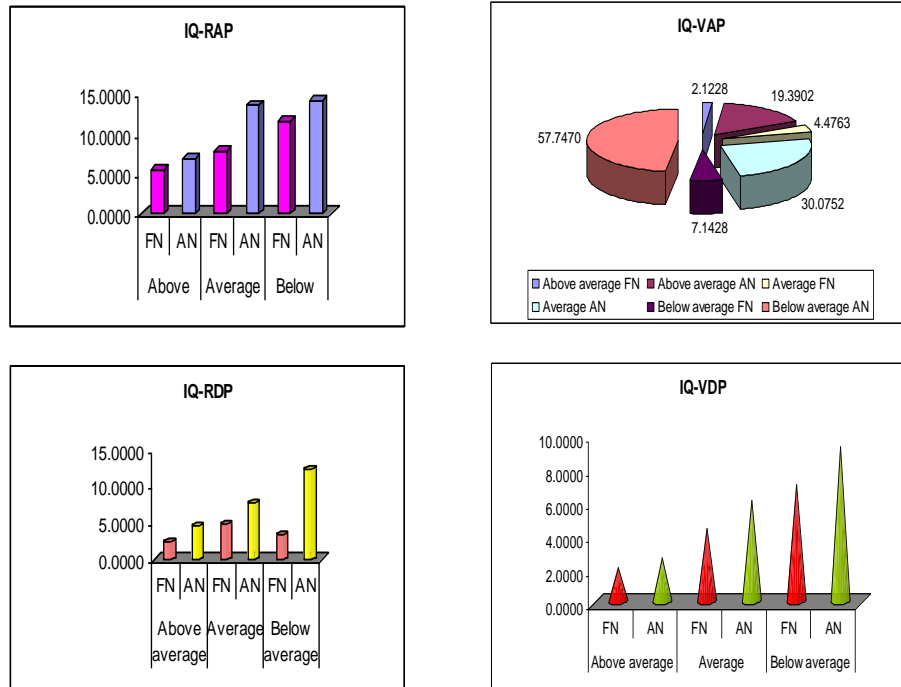 IQ-RAP
15.0000
10.0000
5.0000
0.0000
FN AN FN AN FN AN
Above Average Below
IQ-VAP
2.1228
19.3902
4.4763
57.7470
30.0752
7.1428
Above average FN Above average AN Average FN
Average AN Below average FN Below average AN
IQ-RDP
15.0000
10.0000
5.0000
0.0000
FN AN FN AN FN AN
Above Average Below
average average
IQ-VDP
10.0000
8.0000
6.0000
4.0000
2.0000
0.0000
FN AN FN AN FN AN
Above average Average Below average